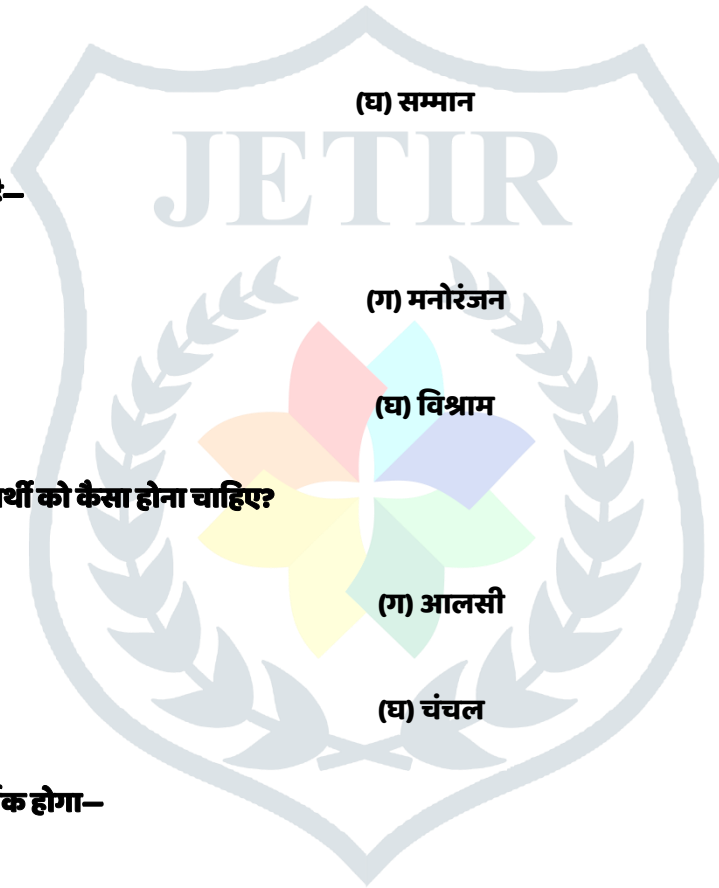 (घ) सम्मान
JETIR
(ग) मनोरंजन
(घ) विश्राम
को कैसा होना चाहिए?
(ग) आलसी
(घ) चंचल
होगा—